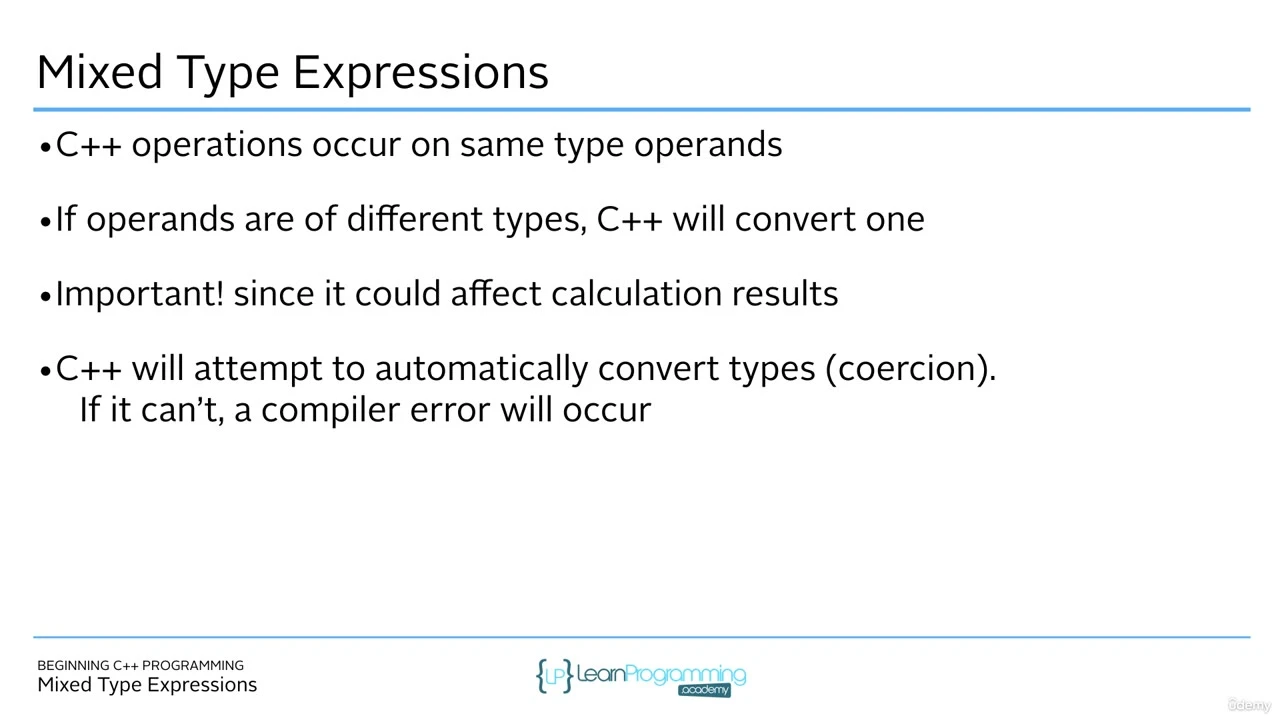 Mixed Type Expressions
•C++ operations occur on same type operands
•If operands are of different types, C++ will convert one
•Important! since it could affect calculation results
•C++ will attempt to automatically convert types (coercion).
If it can’t, a compiler error will occur
BEGINNING C++ PROGRAMMING
Mixed Type Expressions
{LP} LearnProgramming
.academy
ûdemy